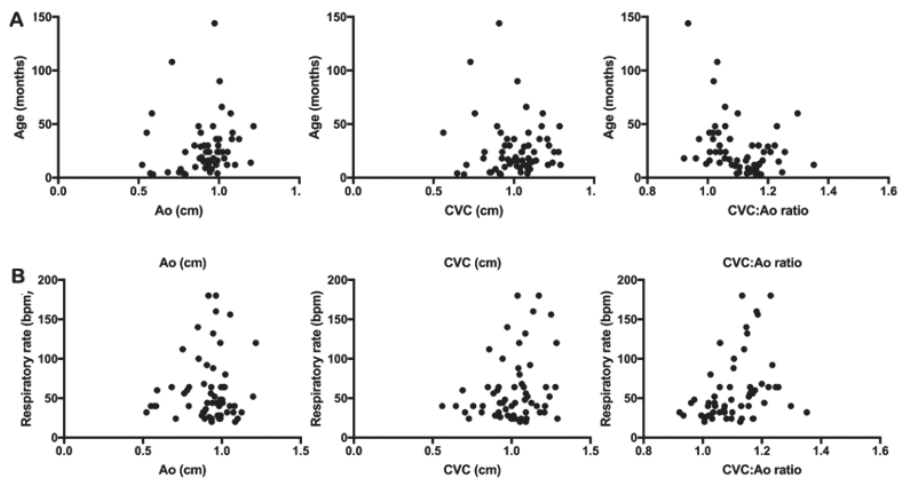 A
Age (months)
150
100
50
0
0.0 0.5 1.0 1.
Ao (cm)
Age (months)
150
100
50
0
0.0 0.5 1.0 1.
CVC (cm)
Age (months)
150
100
50
0
0.8 1.0 1.2 1.4 1.6
CVC:Ao ratio
Ao (cm)
CVC (cm)
CVC:Ao ratio
B
Respiratory rate (bpm,
200
150
100
50
0
0.0 0.5 1.0 1.5
Ao (cm)
Respiratory rate (bpm)
200
150
100
50
0
0.0 0.5 1.0 1.5
CVC (cm)
Respiratory rate (bpm)
200
150
100
50
0
0.8 1.0 1.2 1.4 1.6
CVC:Ao ratio